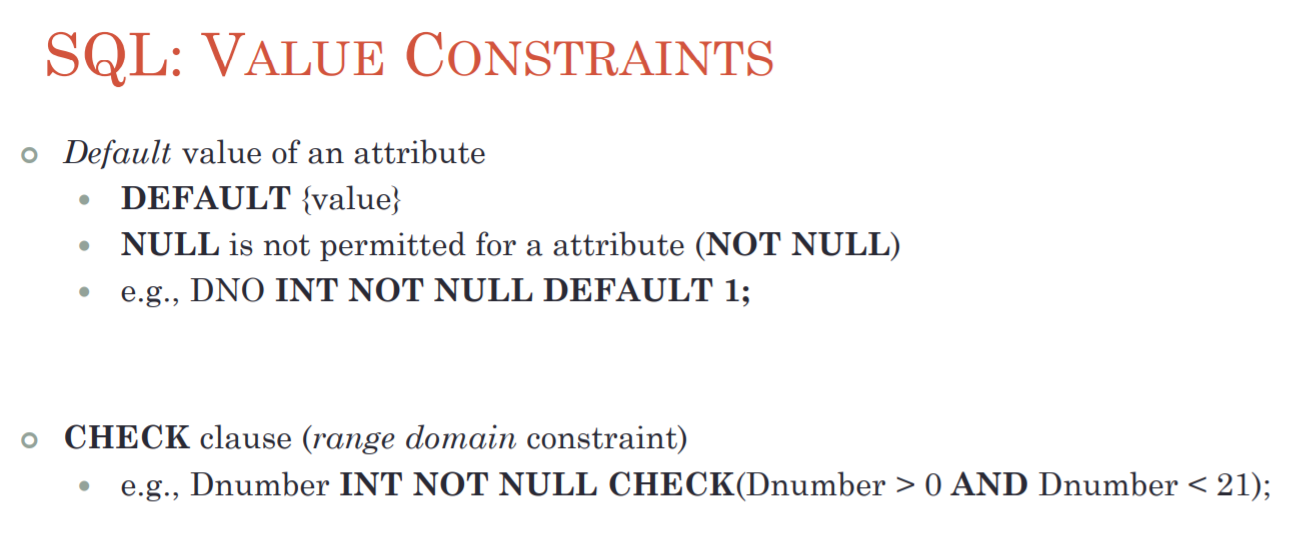 SQL: VALUE CONSTRAINTS
Default value of an attribute
DEFAULT {value}
NULL is not permitted for a attribute (NOT NULL)
e.g., DNO INT NOT NULL DEFAULT 1;
CHECK clause (range domain constraint)
e.g., Dnumber INT NOT NULL CHECK(Dnumber > 0 AND Dnumber < 21);